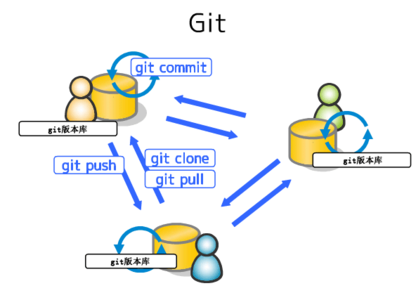 Git
git commit
git版本库
git版本库
git push
git clone
git pull
git版本库